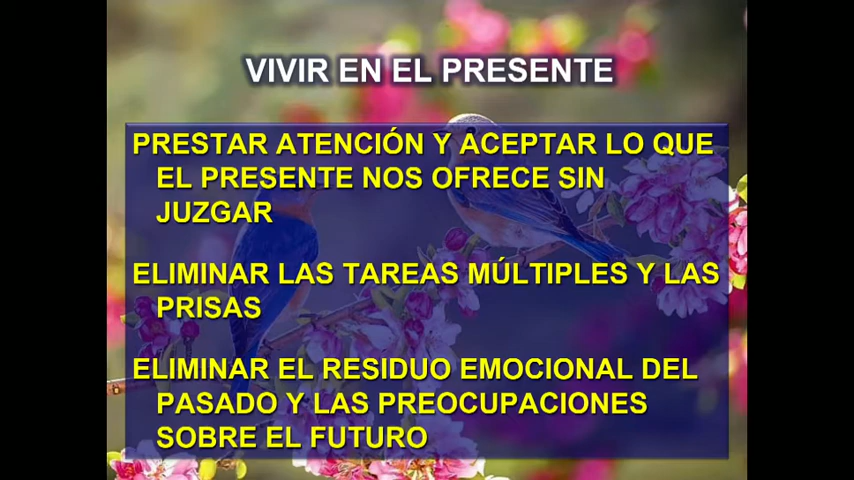 VIVIR EN EL PRESENTE
PRESTAR ATENCIÓN Y ACEPTAR LO QUE
EL PRESENTE NOS OFRECE SIN
JUZGAR
ELIMINAR LAS TAREAS MÚLTIPLES Y LAS
PRISAS
ELIMINAR EL RESIDUO EMOCIONAL DEL
PASADO Y LAS PREOCUPACIONES
SOBRE EL FUTURO